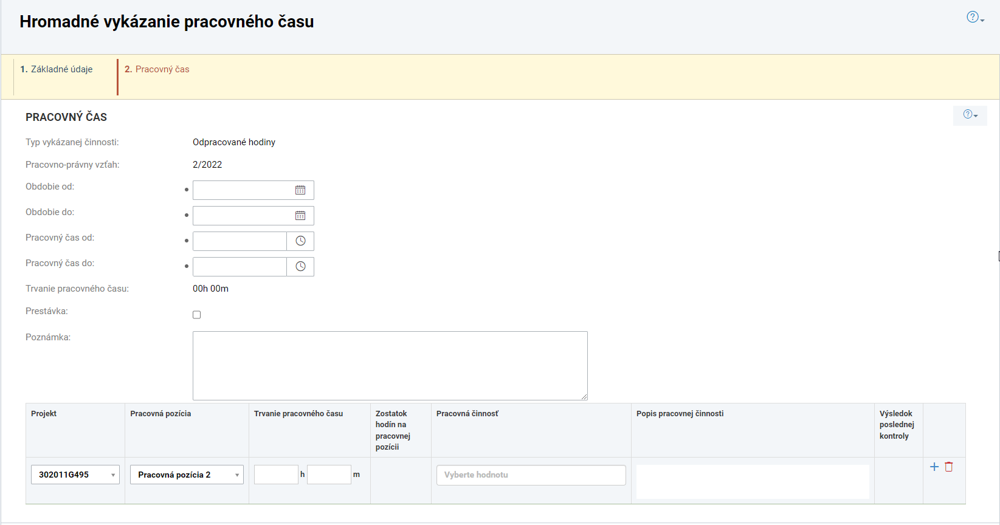 Hromadné vykázanie pracovného času
1. Základné údaje
2. Pracovný čas
PRACOVNÝ ČAS
Typ vykázanej činnosti: Odpracované hodiny
Pracovno-právny vzťah: 2/2022
Obdobie od:
Obdobie do:
Pracovný čas od:
Pracovný čas do:
Trvanie pracovného času: 00h 00m
Prestávka:
Poznámka:
Projekt
Pracovná pozícia
Trvanie pracovného času
Zostatok
hodín na
pracovnej
pozícii
Pracovná činnosť
Popis pracovnej činnosti
Výsledok
poslednej
kontroly
302011G495
Pracovná pozícia 2
h
m
Vyberte hodnotu